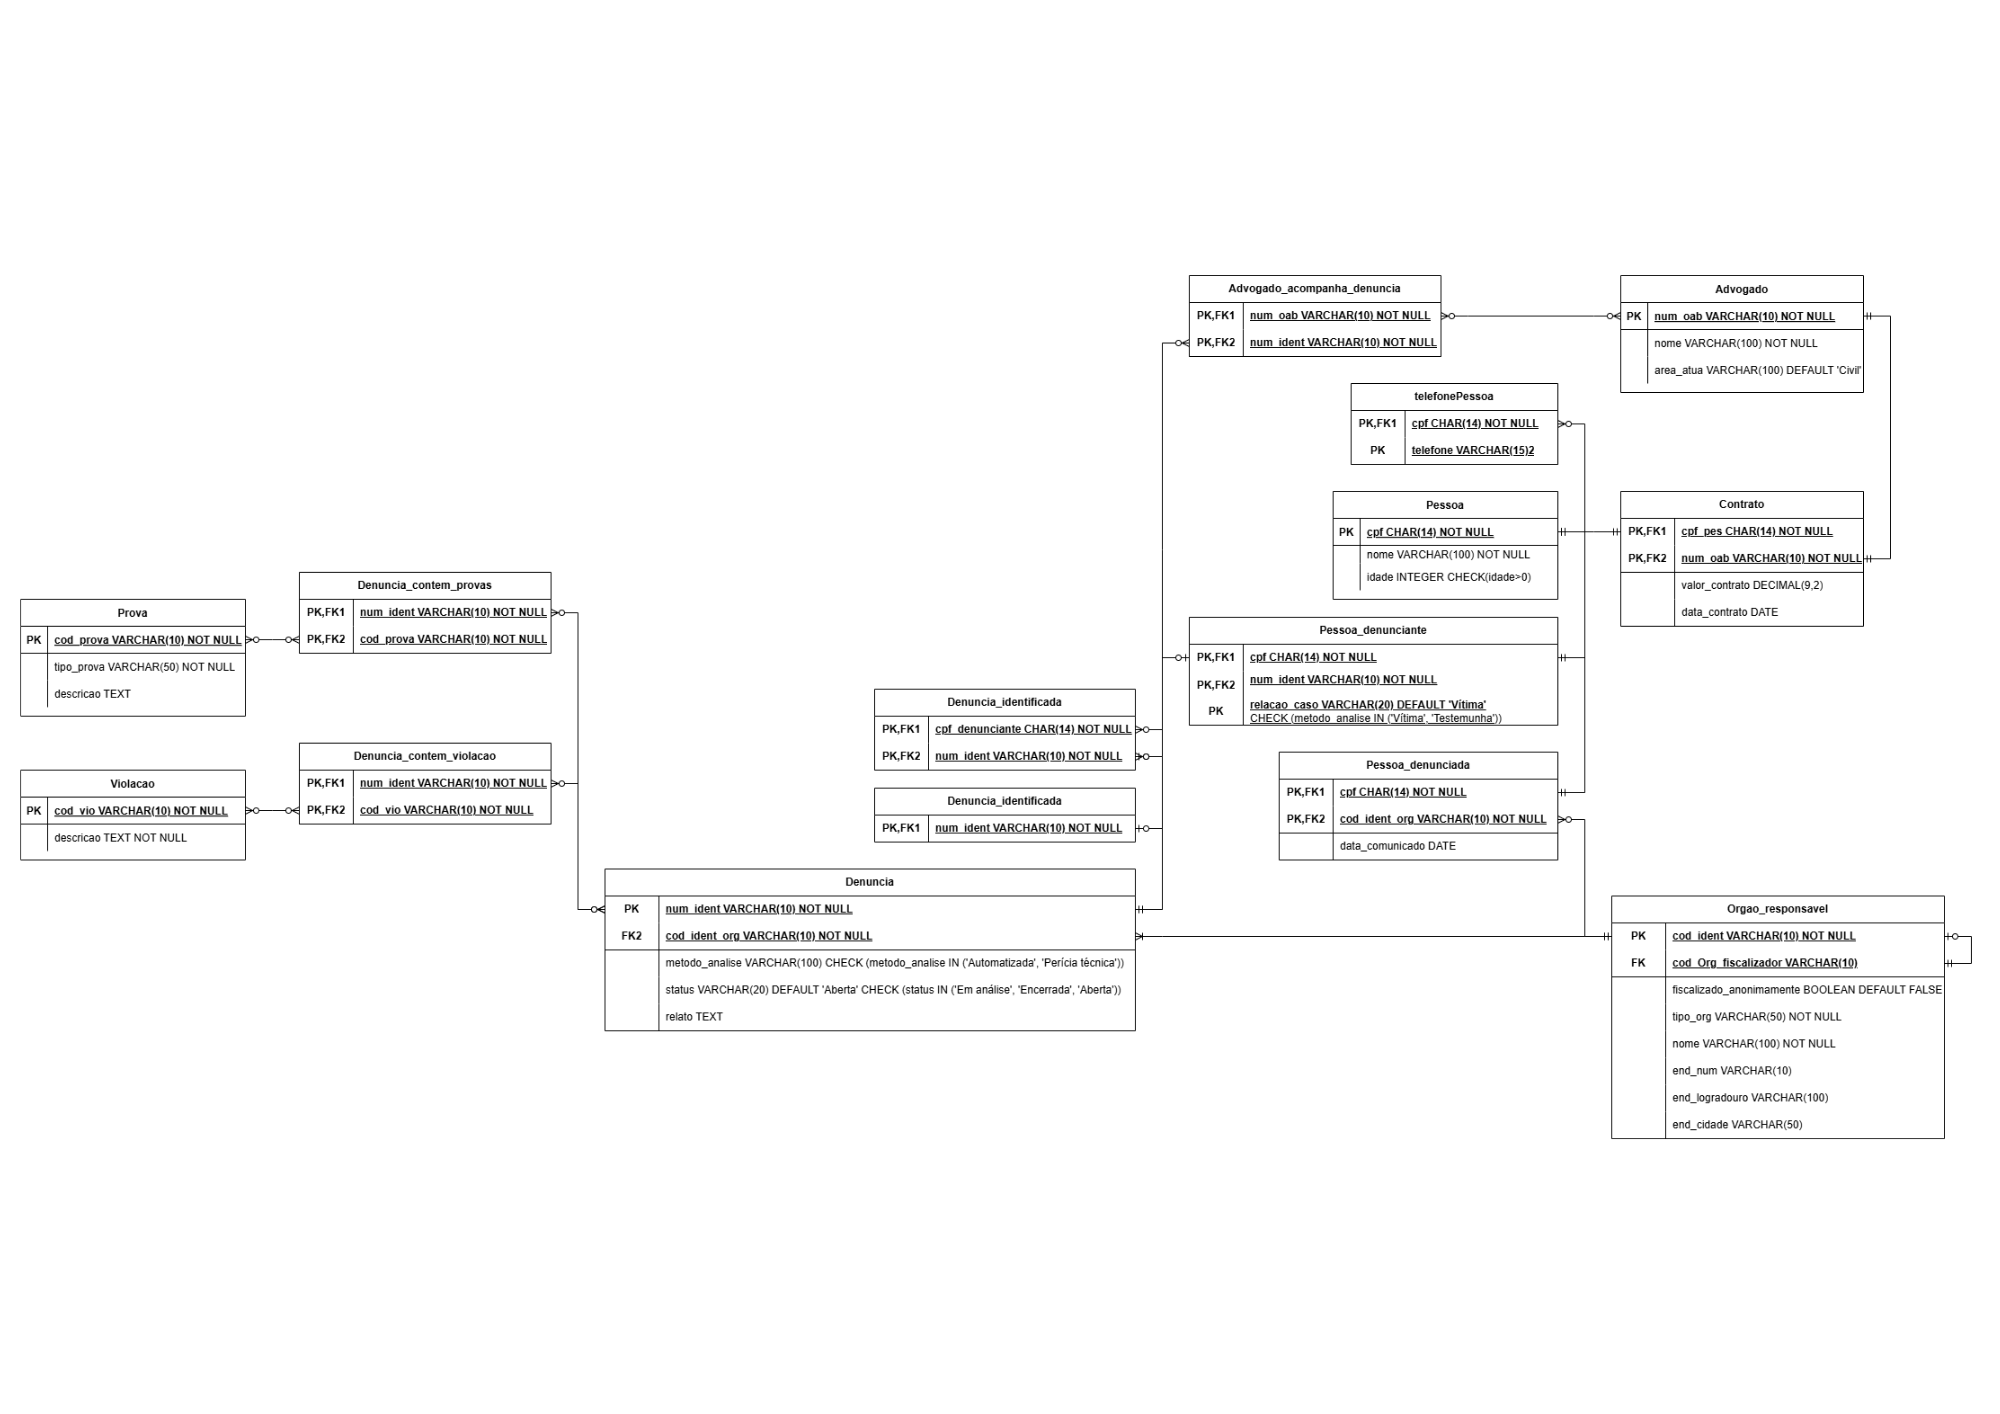 Advogado_acompanha_denuncia
PK,FK1 num_oab VARCHAR(10) NOT NULL
PK,FK2 num_ident VARCHAR(10) NOT NULL
Advogado
PK num_oab VARCHAR(10) NOT NULL
nome VARCHAR(100) NOT NULL
area_atua VARCHAR(100) DEFAULT 'Civil'
telefonePessoa
PK,FK1 cpf CHAR(14) NOT NULL
PK telefone VARCHAR(15)2
Pessoa
PK cpf CHAR(14) NOT NULL
nome VARCHAR(100) NOT NULL
idade INTEGER CHECK(idade>0)
Contrato
PK,FK1 cpf_pes CHAR(14) NOT NULL
PK,FK2 num_oab VARCHAR(10) NOT NULL
valor_contrato DECIMAL(9,2)
data_contrato DATE
Denuncia_contem_provas
PK,FK1 num_ident VARCHAR(10) NOT NULL
PK,FK2 cod_prova VARCHAR(10) NOT NULL
Prova
PK cod_prova VARCHAR(10) NOT NULL
tipo_prova VARCHAR(50) NOT NULL
descricao TEXT
Pessoa_denunciante
PK,FK1 cpf CHAR(14) NOT NULL
PK,FK2 num_ident VARCHAR(10) NOT NULL
PK relacao_caso VARCHAR(20) DEFAULT 'Vítima'
CHECK (metodo_analise IN ('Vítima', 'Testemunha'))
Denuncia_identificada
PK,FK1 cpf_denunciante CHAR(14) NOT NULL
PK,FK2 num_ident VARCHAR(10) NOT NULL
Denuncia_contem_violacao
PK,FK1 num_ident VARCHAR(10) NOT NULL
PK,FK2 cod_vio VARCHAR(10) NOT NULL
Violacao
PK cod_vio VARCHAR(10) NOT NULL
descricao TEXT NOT NULL
Pessoa_denunciada
PK,FK1 cpf CHAR(14) NOT NULL
PK,FK2 cod_ident_org VARCHAR(10) NOT NULL
data_comunicado DATE
Denuncia_identificada
PK,FK1 num_ident VARCHAR(10) NOT NULL
Denuncia
PK num_ident VARCHAR(10) NOT NULL
FK2 cod_ident_org VARCHAR(10) NOT NULL
metodo_analise VARCHAR(100) CHECK (metodo_analise IN ('Automatizada', 'Perícia técnica'))
status VARCHAR(20) DEFAULT 'Aberta' CHECK (status IN ('Em análise', 'Encerrada', 'Aberta'))
relato TEXT
Orgao_responsavel
PK cod_ident VARCHAR(10) NOT NULL
FK cod_Org_fiscalizador VARCHAR(10)
fiscalizado_anonimamente BOOLEAN DEFAULT FALSE
tipo_org VARCHAR(50) NOT NULL
nome VARCHAR(100) NOT NULL
end_num VARCHAR(10)
end_logradouro VARCHAR(100)
end_cidade VARCHAR(50)